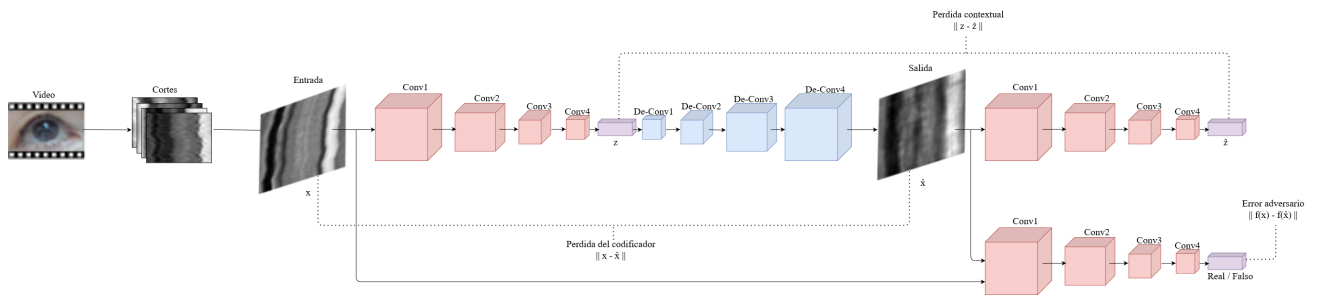 Perdida contextual
|| z - ẑ ||
Video
Cortes
Entrada
Conv1
Conv2
Conv3
Conv4
z
De-Conv1
De-Conv2
De-Conv3
De-Conv4
Salida
Conv1
Conv2
Conv3
Conv4
ẑ
x
x̂
Perdida del codificador
|| x - x̂ ||
Conv1
Conv2
Conv3
Conv4
Real / Falso
Error adversario
|| f(x) - f(x̂) ||